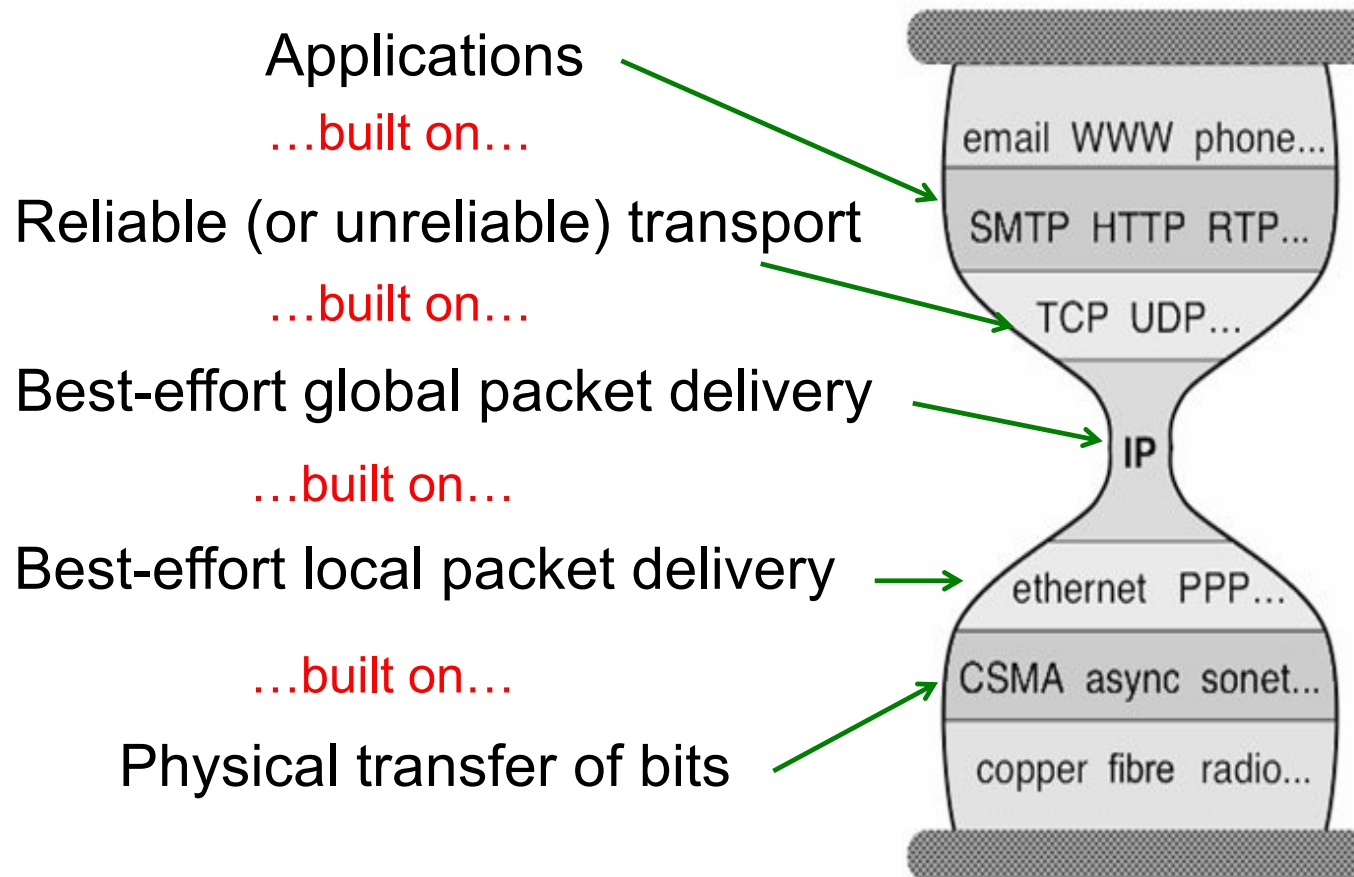 Applications
…built on…
Reliable (or unreliable) transport
…built on…
Best-effort global packet delivery
…built on…
Best-effort local packet delivery
…built on…
Physical transfer of bits
email WWW phone...
SMTP HTTP RTP...
TCP UDP...
IP
ethernet PPP...
CSMA async sonet...
copper fibre radio...